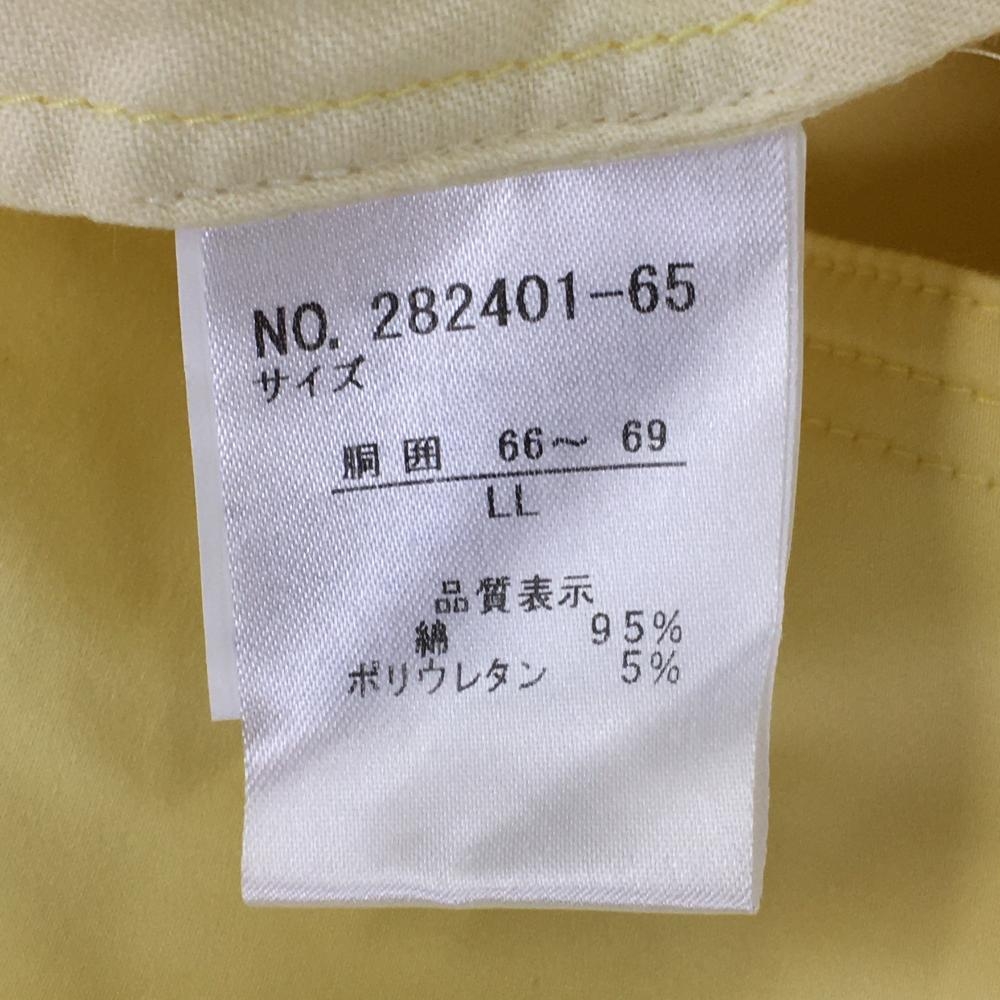 NO. 282401-65
サイズ
胴囲 66～ 69
LL
品質表示
綿 95%
ポリウレタン 5%